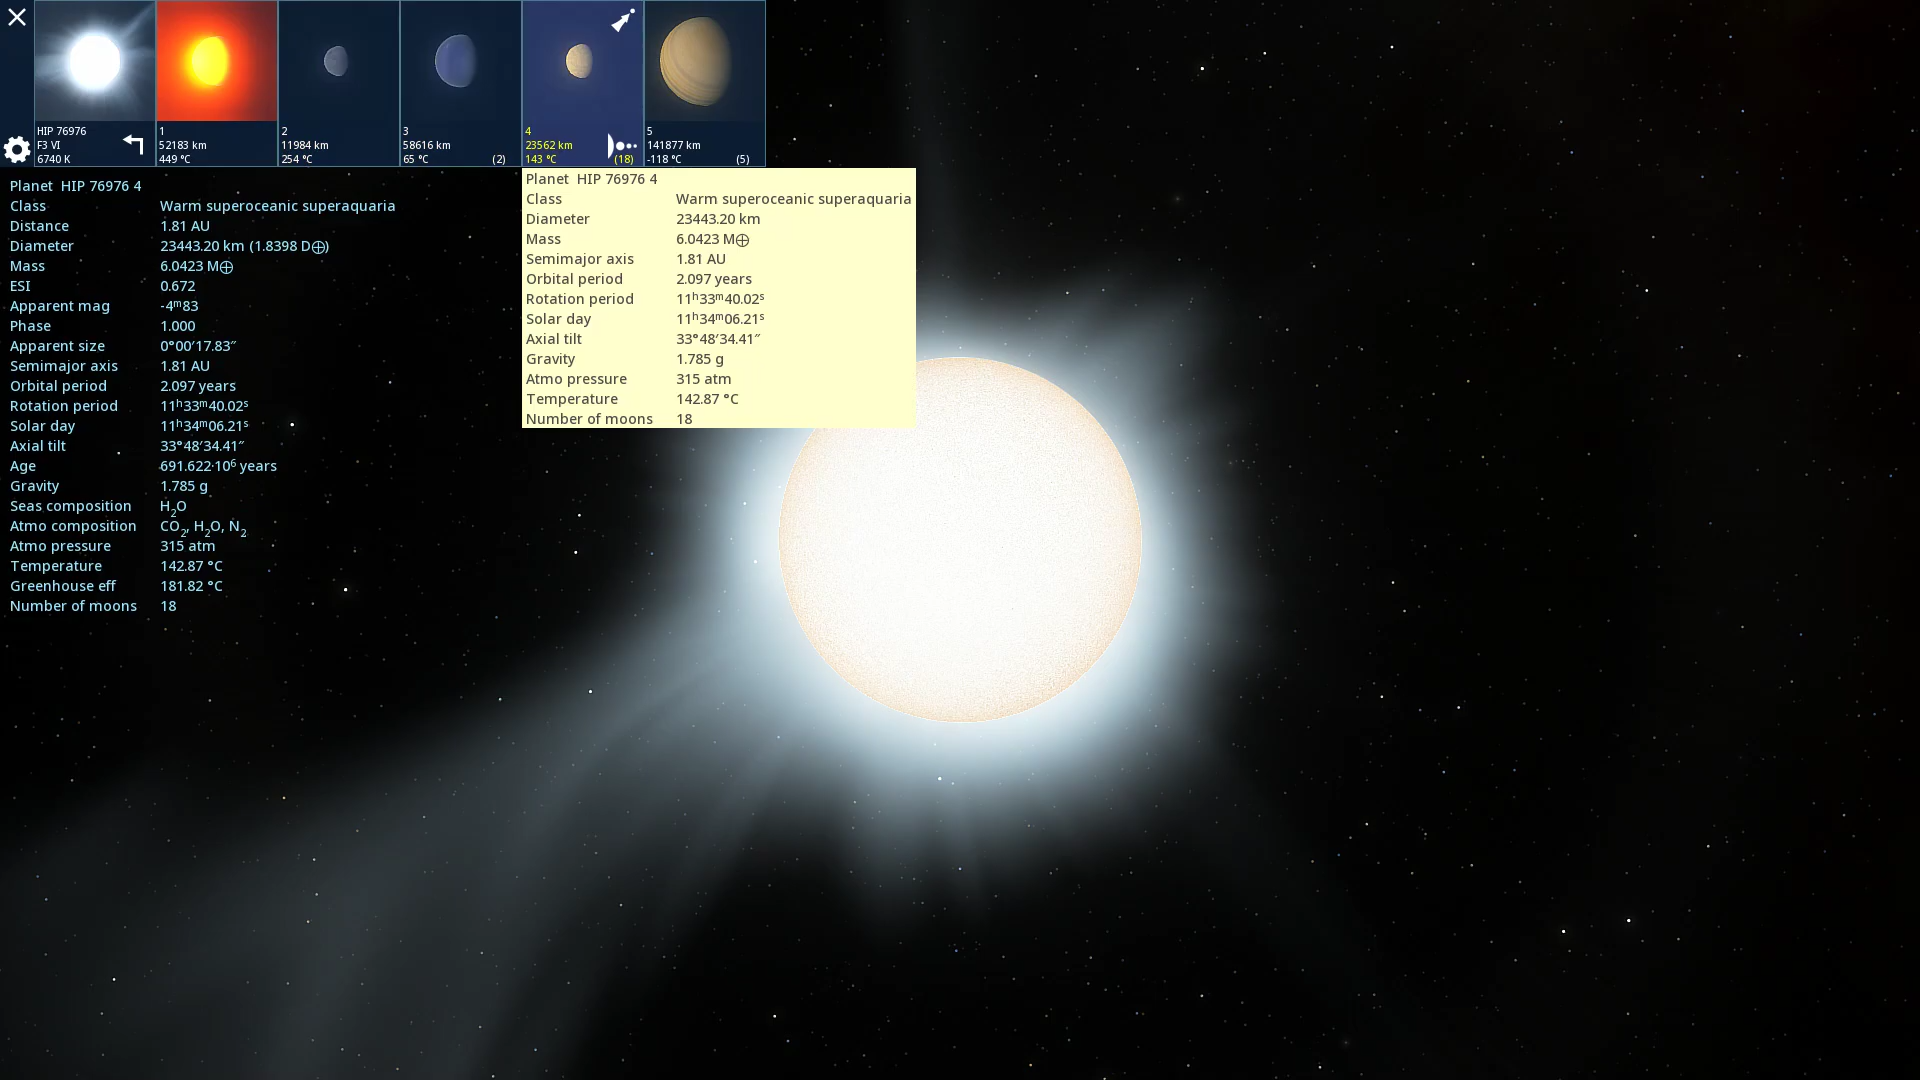 HIP 76976
F3 VI
6740 K
1
52183 km
449 °C
2
11984 km
254 °C
3
58616 km
65 °C (2)
4
23562 km
143 °C (18)
5
141877 km
-118 °C (5)
Planet HIP 76976 4
Class Warm superoceanic superaquaria
Distance 1.81 AU
Diameter 23443.20 km (1.8398 D⊕)
Mass 6.0423 M⊕
ESI 0.672
Apparent mag -4ᵐ83
Phase 1.000
Apparent size 0°00′17.83″
Semimajor axis 1.81 AU
Orbital period 2.097 years
Rotation period 11ʰ33ᵐ40.02ˢ
Solar day 11ʰ34ᵐ06.21ˢ
Axial tilt 33°48′34.41″
Age 691.622·10⁶ years
Gravity 1.785 g
Seas composition H₂O
Atmo composition CO₂, H₂O, N₂
Atmo pressure 315 atm
Temperature 142.87 °C
Greenhouse eff 181.82 °C
Number of moons 18
Planet HIP 76976 4
Class Warm superoceanic superaquaria
Diameter 23443.20 km
Mass 6.0423 M⊕
Semimajor axis 1.81 AU
Orbital period 2.097 years
Rotation period 11ʰ33ᵐ40.02ˢ
Solar day 11ʰ34ᵐ06.21ˢ
Axial tilt 33°48′34.41″
Gravity 1.785 g
Atmo pressure 315 atm
Temperature 142.87 °C
Number of moons 18